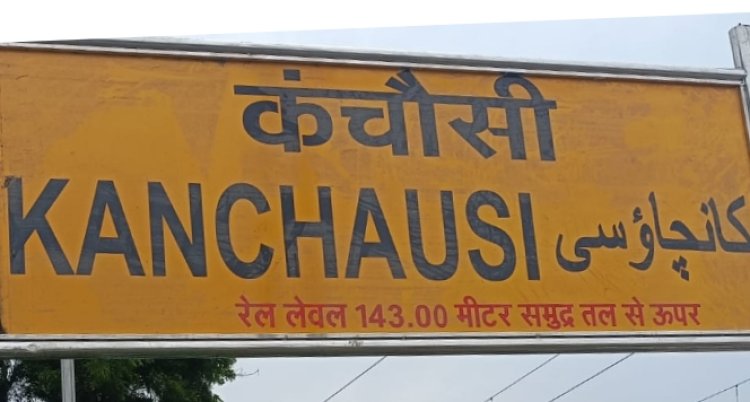 कंचौसी
KANCHAUSI کانچاؤسی
रेल लेवल 143.00 मीटर समुद्र तल से ऊपर